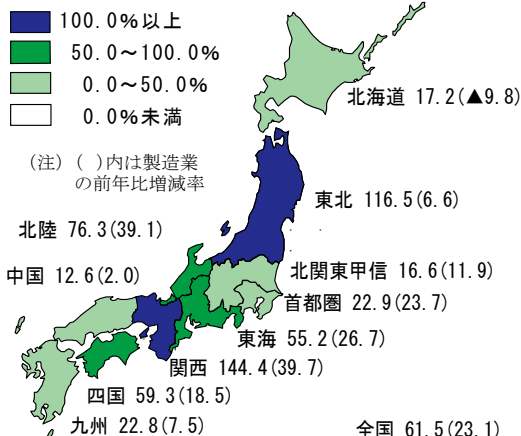 100.0%以上
50.0～100.0%
0.0～50.0%
0.0%未満
(注) ( )内は製造業
の前年比増減率
北海道 17.2(▲9.8)
東北 116.5(6.6)
北陸 76.3(39.1)
北関東甲信 16.6(11.9)
中国 12.6(2.0)
首都圏 22.9(23.7)
東海 55.2(26.7)
関西 144.4(39.7)
四国 59.3(18.5)
九州 22.8(7.5)
全国 61.5(23.1)